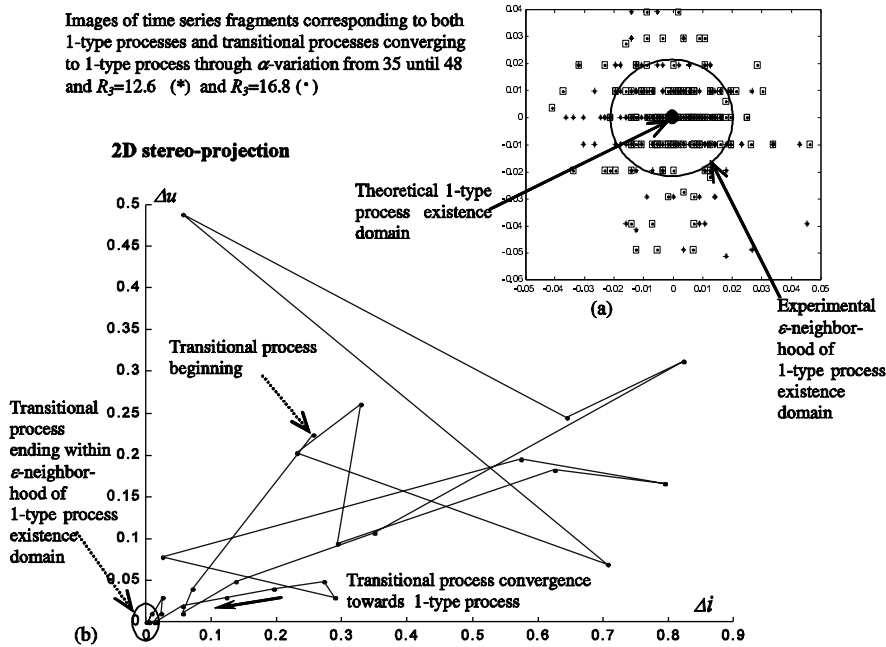 Images of time series fragments corresponding to both
1-type processes and transitional processes converging
to 1-type process through α-variation from 35 until 48
and R₃=12.6 (*) and R₃=16.8 (•)
0.04
0.03
0.02
0.01
0
-0.01
-0.02
-0.03
-0.04
-0.05
-0.06
-0.05 -0.04 -0.03 -0.02 -0.01 0 0.01 0.02 0.03 0.04 0.05
(a)
Theoretical 1-type
process existence
domain
Experimental
ε-neighbor-
hood of
1-type process
existence
domain
2D stereo-projection
Δu
0.5
0.45
0.4
0.35
0.3
0.25
0.2
0.15
0.1
0.05
0
Transitional process
beginning
Transitional
process
ending within
ε-neighbor-
hood of
1-type process
existence
domain
Transitional process convergence
towards 1-type process
Δi
(b)
0 0.1 0.2 0.3 0.4 0.5 0.6 0.7 0.8 0.9